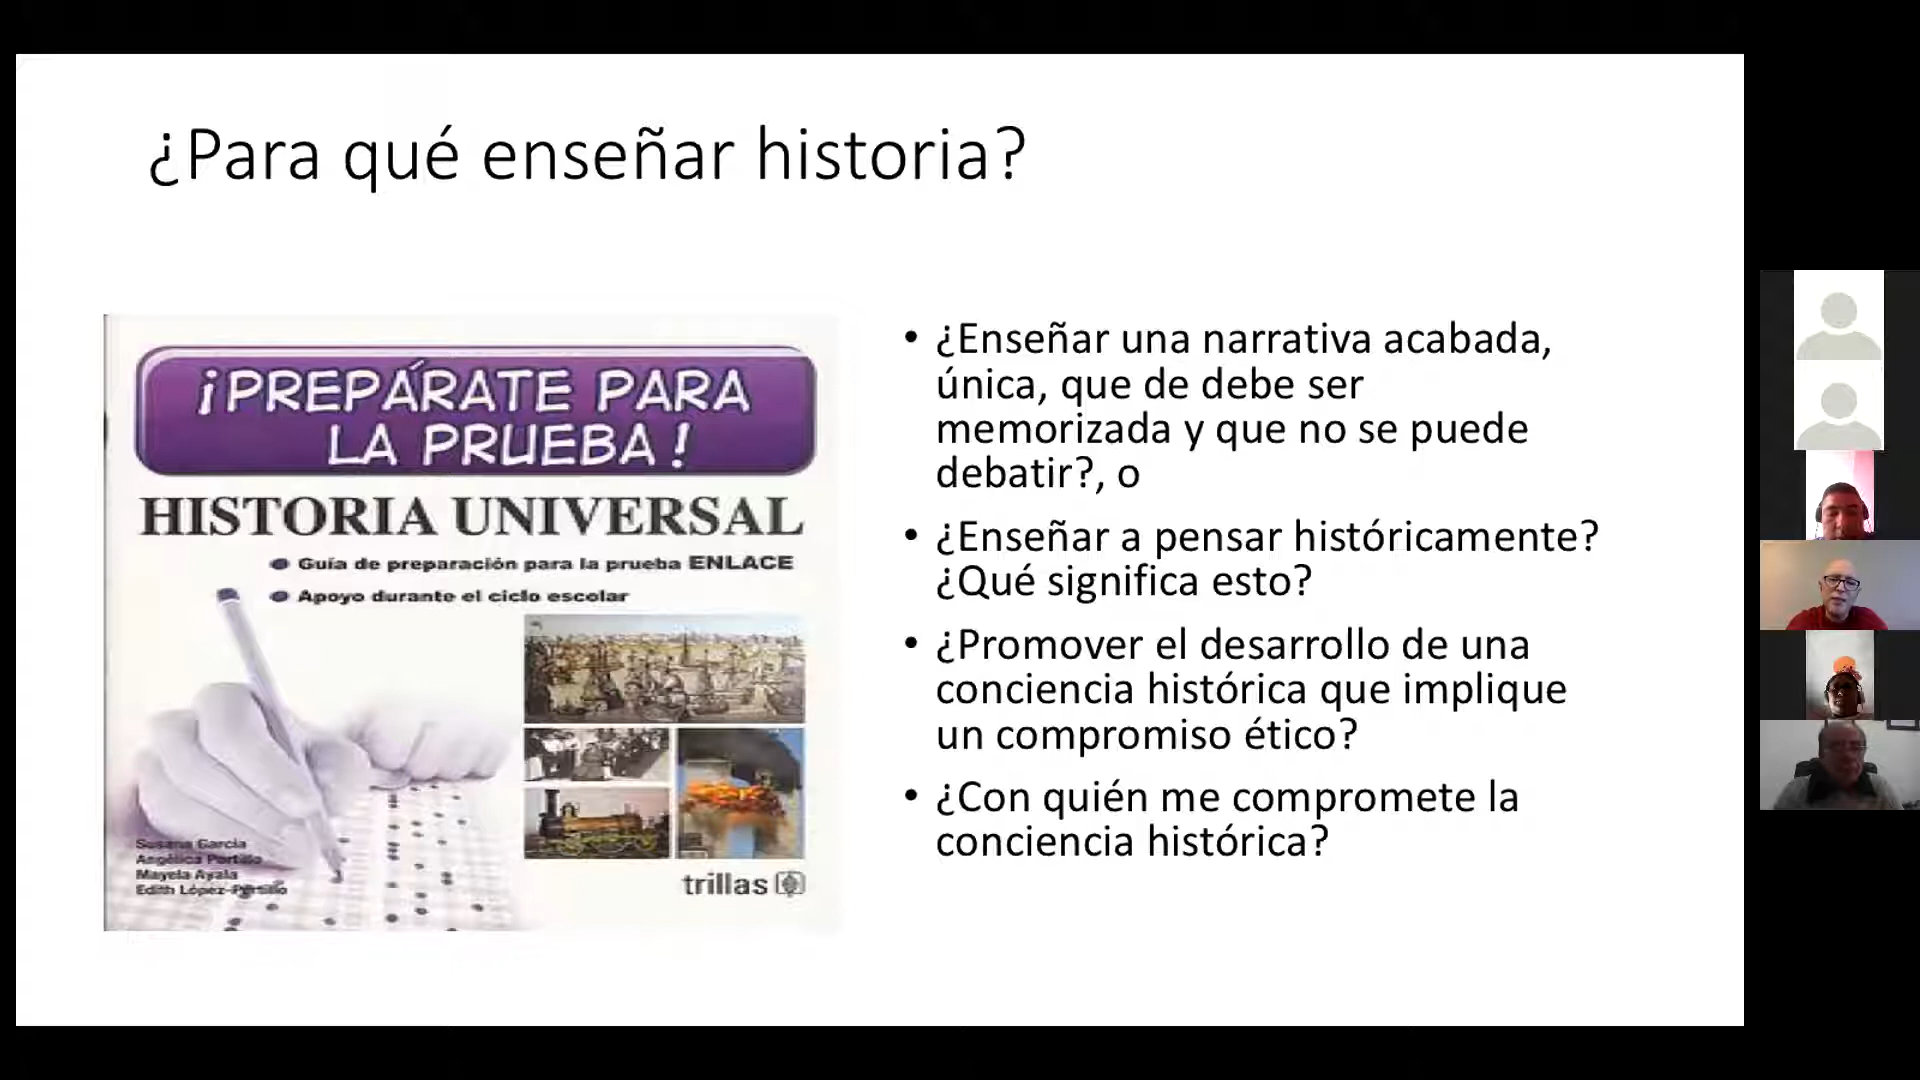 ¿Para qué enseñar historia?
¡PREPÁRATE PARA
LA PRUEBA!
HISTORIA UNIVERSAL
Guía de preparación para la prueba ENLACE
Apoyo durante el ciclo escolar
Susana García
Angélica Portillo
Mayela Ayala
Edith López-Portillo
trillas
• ¿Enseñar una narrativa acabada,
única, que de debe ser
memorizada y que no se puede
debatir?, o
• ¿Enseñar a pensar históricamente?
¿Qué significa esto?
• ¿Promover el desarrollo de una
conciencia histórica que implique
un compromiso ético?
• ¿Con quién me compromete la
conciencia histórica?